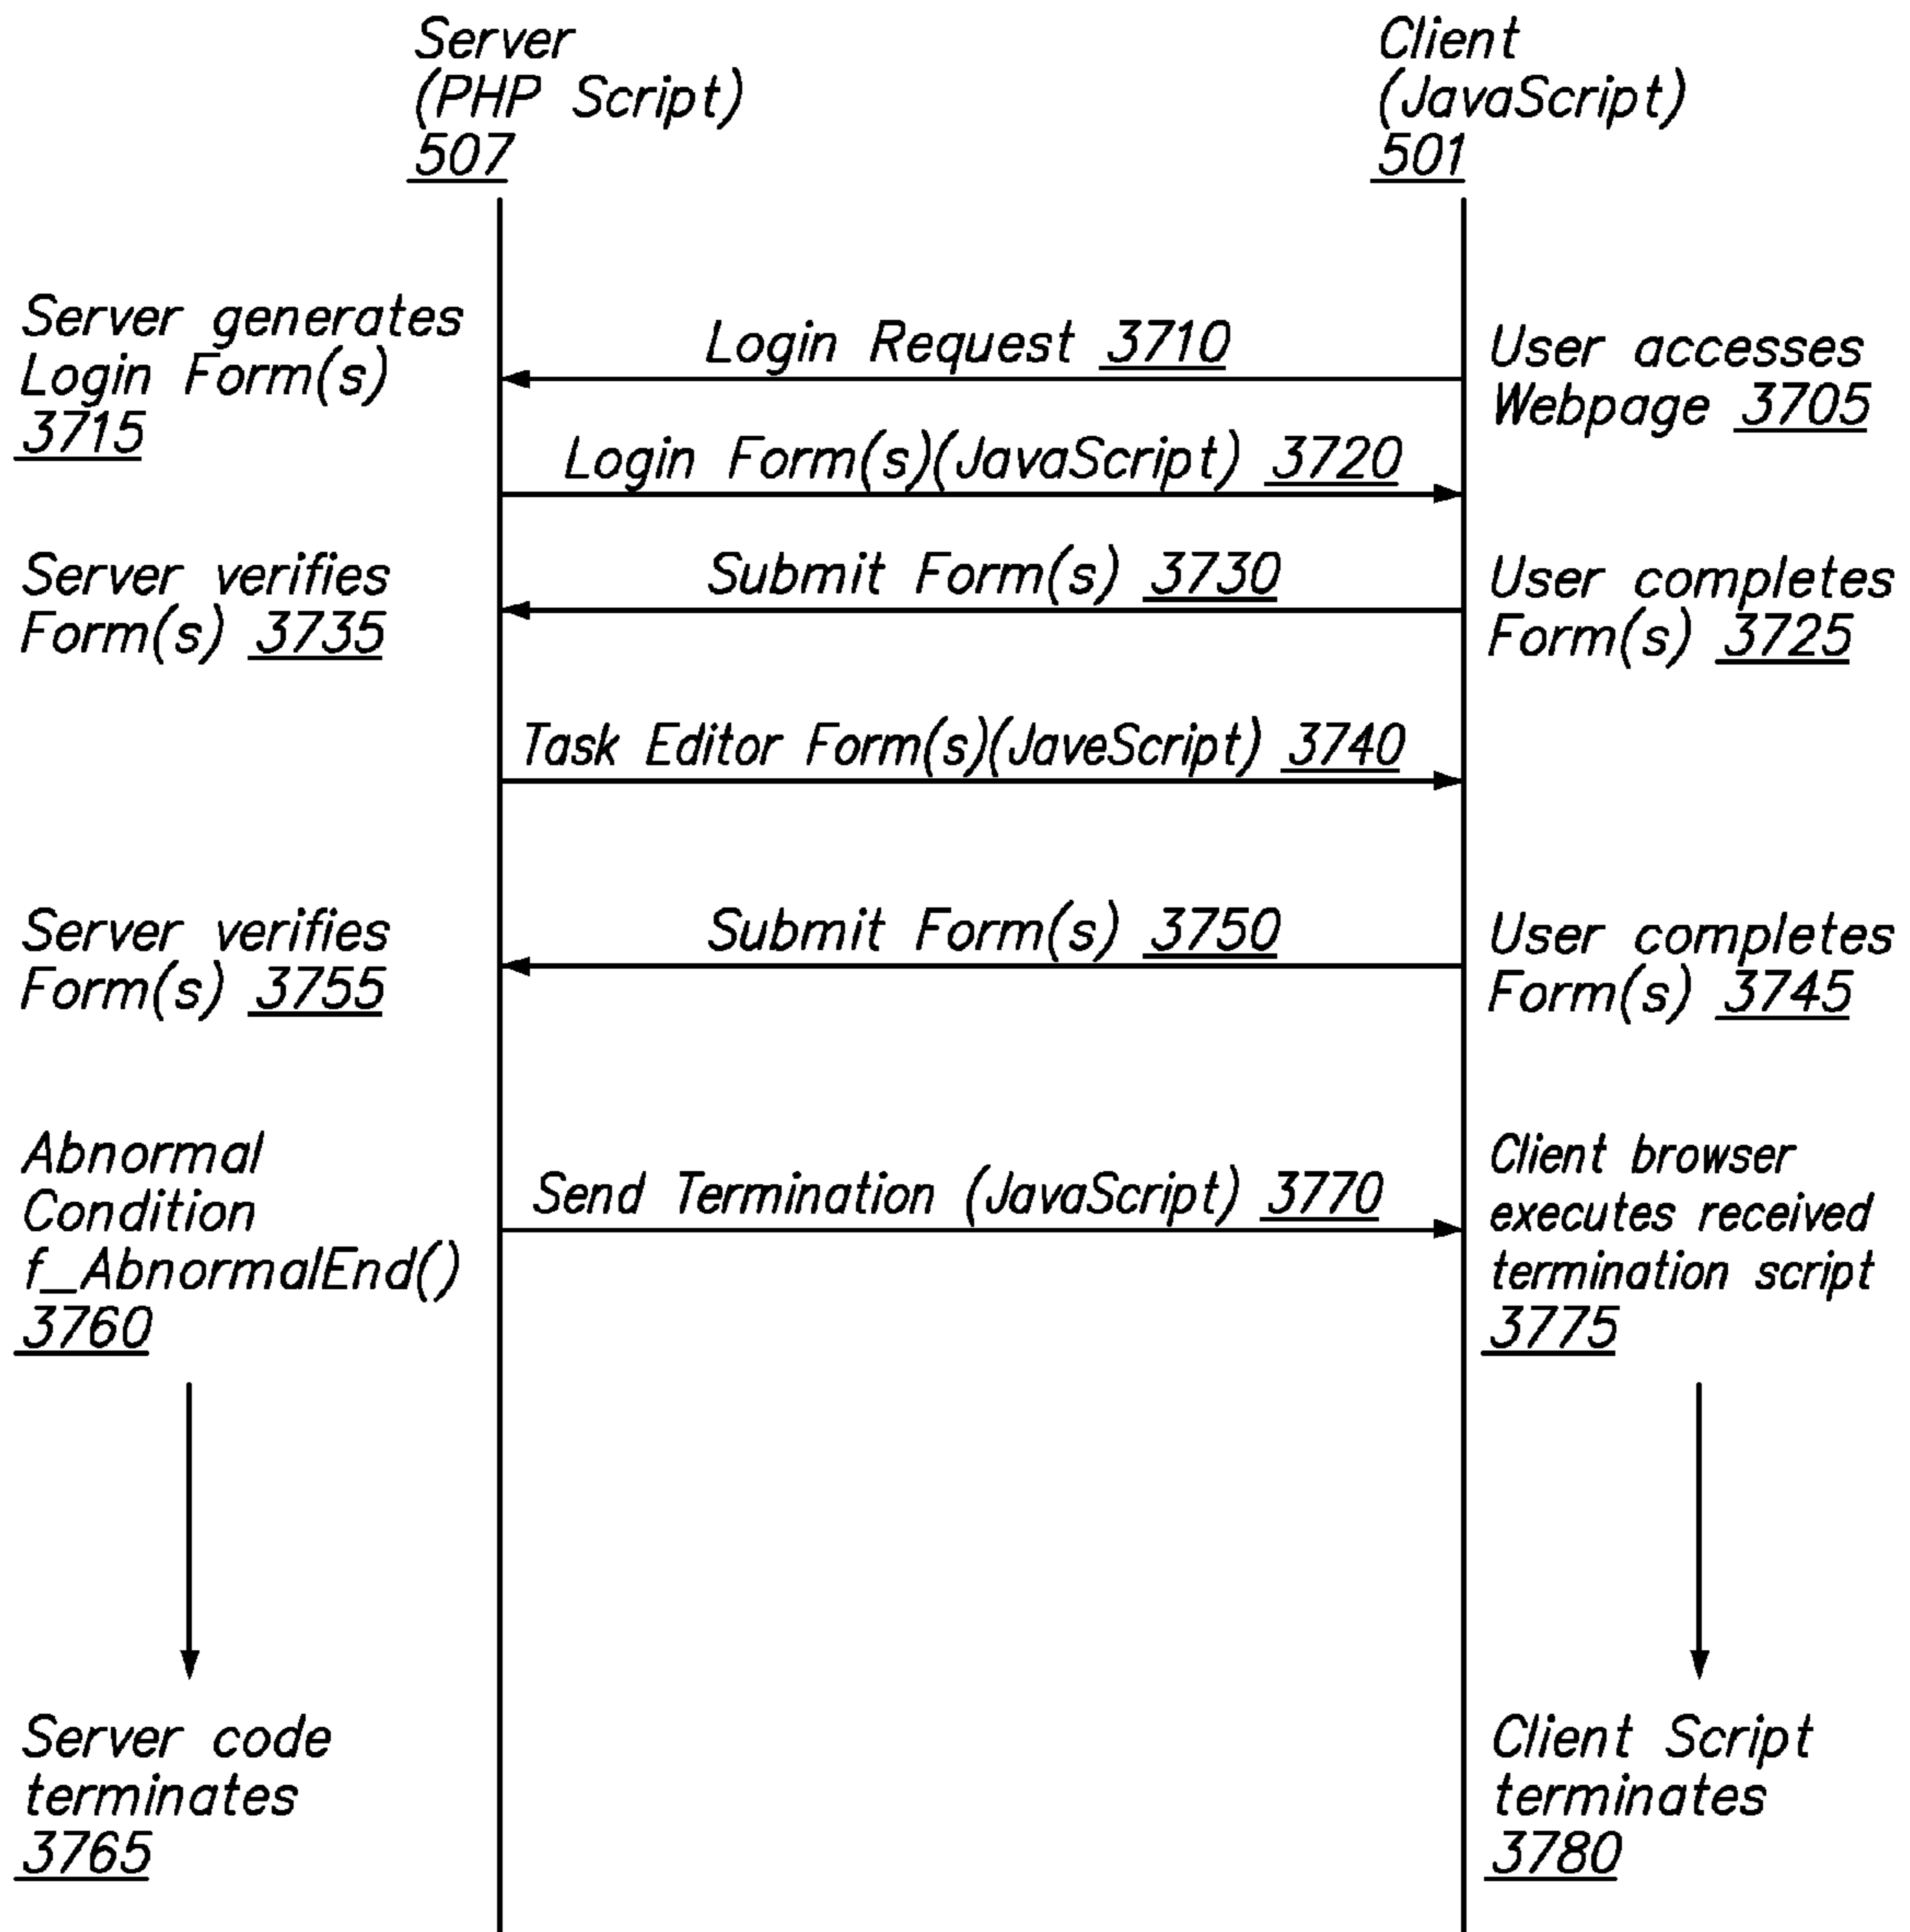 Server
(PHP Script)
507
Client
(JavaScript)
501
Server generates
Login Form(s)
3715
Login Request 3710
User accesses
Webpage 3705
Login Form(s)(JavaScript) 3720
Server verifies
Form(s) 3735
Submit Form(s) 3730
User completes
Form(s) 3725
Task Editor Form(s)(JaveScript) 3740
Server verifies
Form(s) 3755
Submit Form(s) 3750
User completes
Form(s) 3745
Abnormal
Condition
f_AbnormalEnd()
3760
Send Termination (JavaScript) 3770
Client browser
executes received
termination script
3775
Server code
terminates
3765
Client Script
terminates
3780